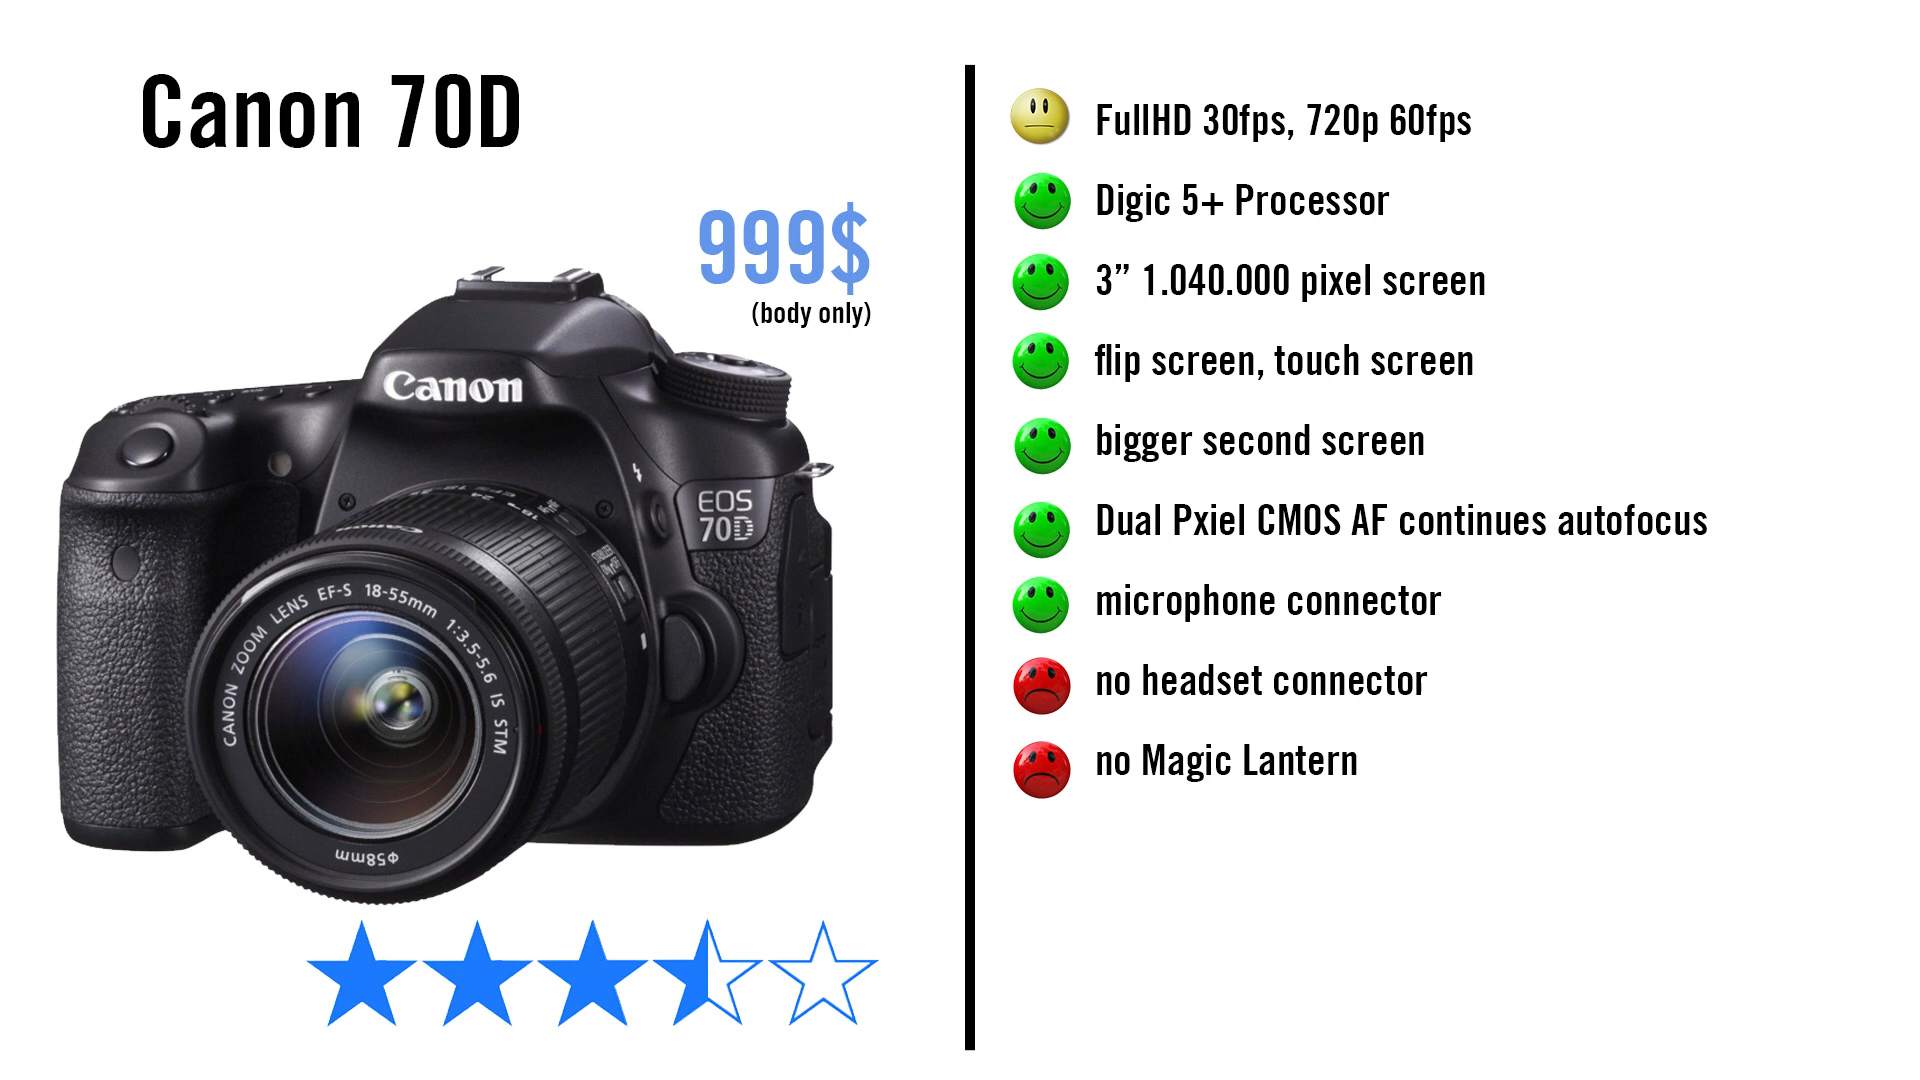 Canon 70D
999$
(body only)
Canon
EOS
70D
CANON ZOOM LENS EF-S 18-55mm 1:3.5-5.6 IS STM
ϕ58mm
FullHD 30fps, 720p 60fps
Digic 5+ Processor
3” 1.040.000 pixel screen
flip screen, touch screen
bigger second screen
Dual Pxiel CMOS AF continues autofocus
microphone connector
no headset connector
no Magic Lantern